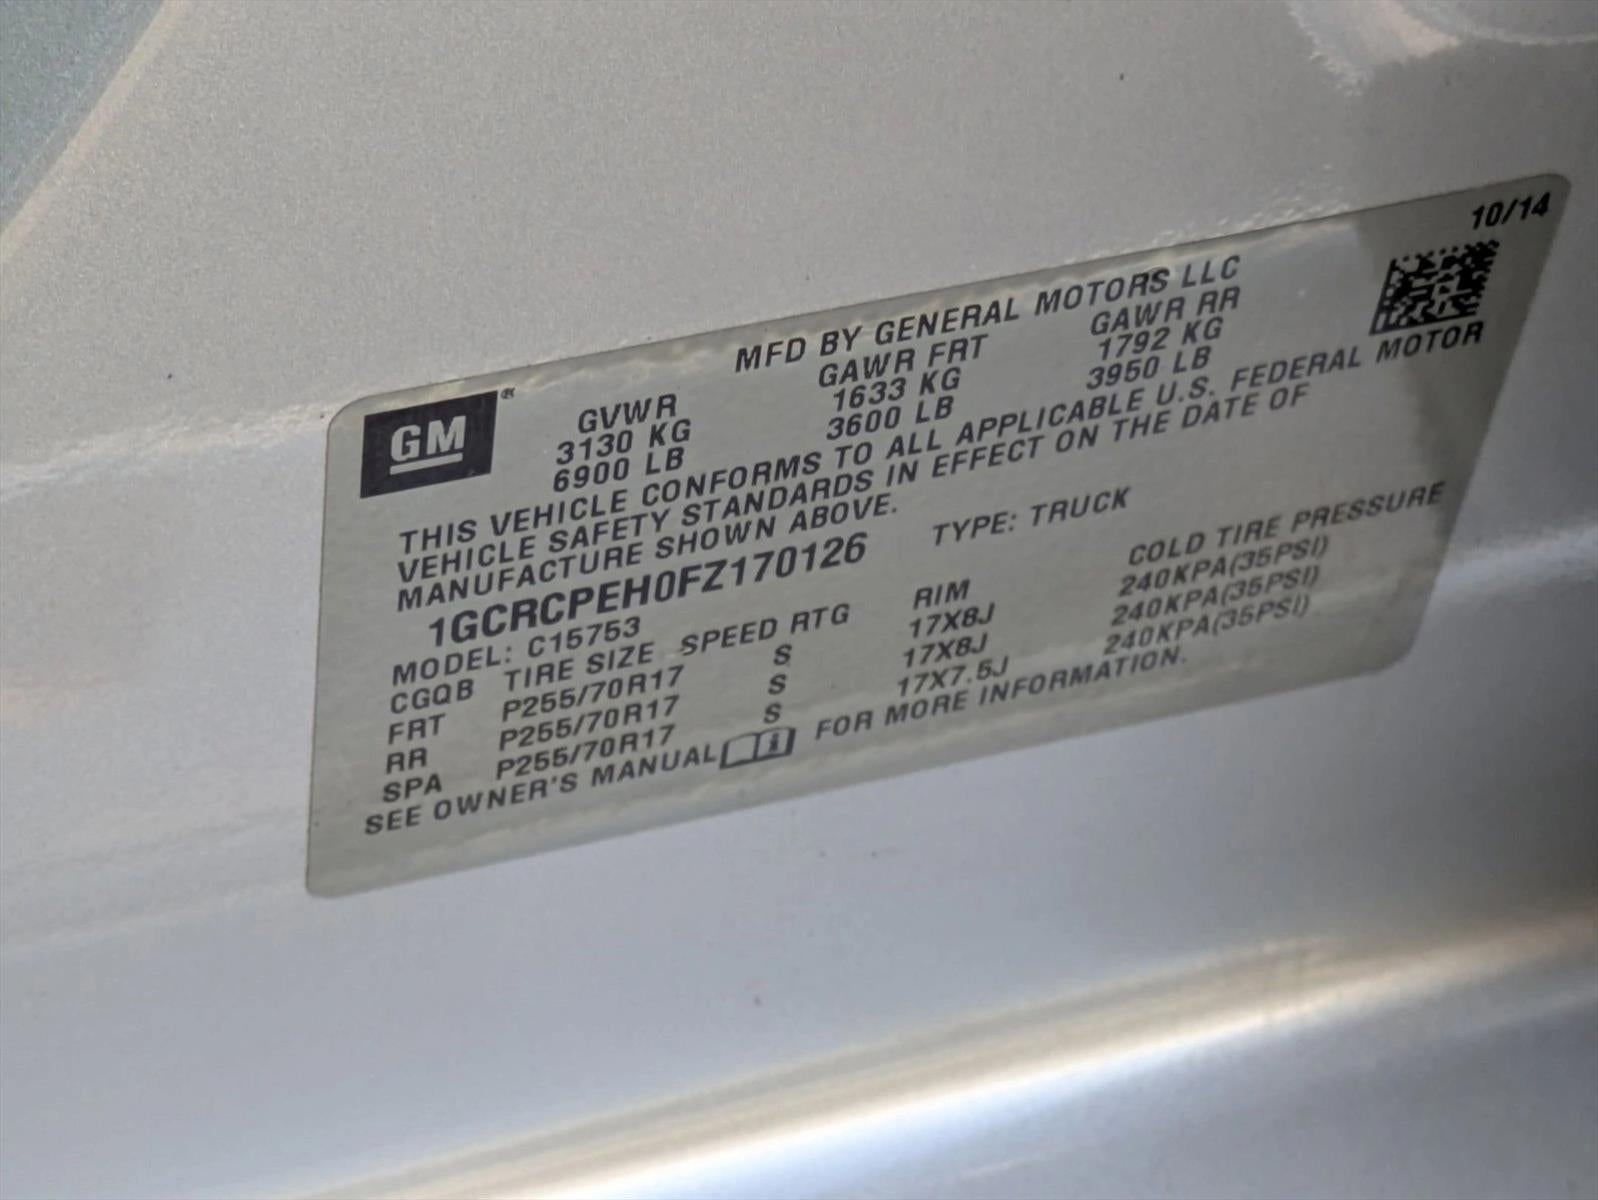 10/14
MFD BY GENERAL MOTORS LLC
GM®
GVWR GAWR FRT GAWR RR
3130 KG 1633 KG 1792 KG
6900 LB 3600 LB 3950 LB
THIS VEHICLE CONFORMS TO ALL APPLICABLE U.S. FEDERAL MOTOR
VEHICLE SAFETY STANDARDS IN EFFECT ON THE DATE OF
MANUFACTURE SHOWN ABOVE.
1GCRCPEH0FZ170126 TYPE: TRUCK
MODEL: C15753
CGQB TIRE SIZE SPEED RTG RIM COLD TIRE PRESSURE
FRT P255/70R17 S 17X8J 240KPA(35PSI)
RR P255/70R17 S 17X8J 240KPA(35PSI)
SPA P255/70R17 S 17X7.5J 240KPA(35PSI)
SEE OWNER'S MANUAL i FOR MORE INFORMATION.